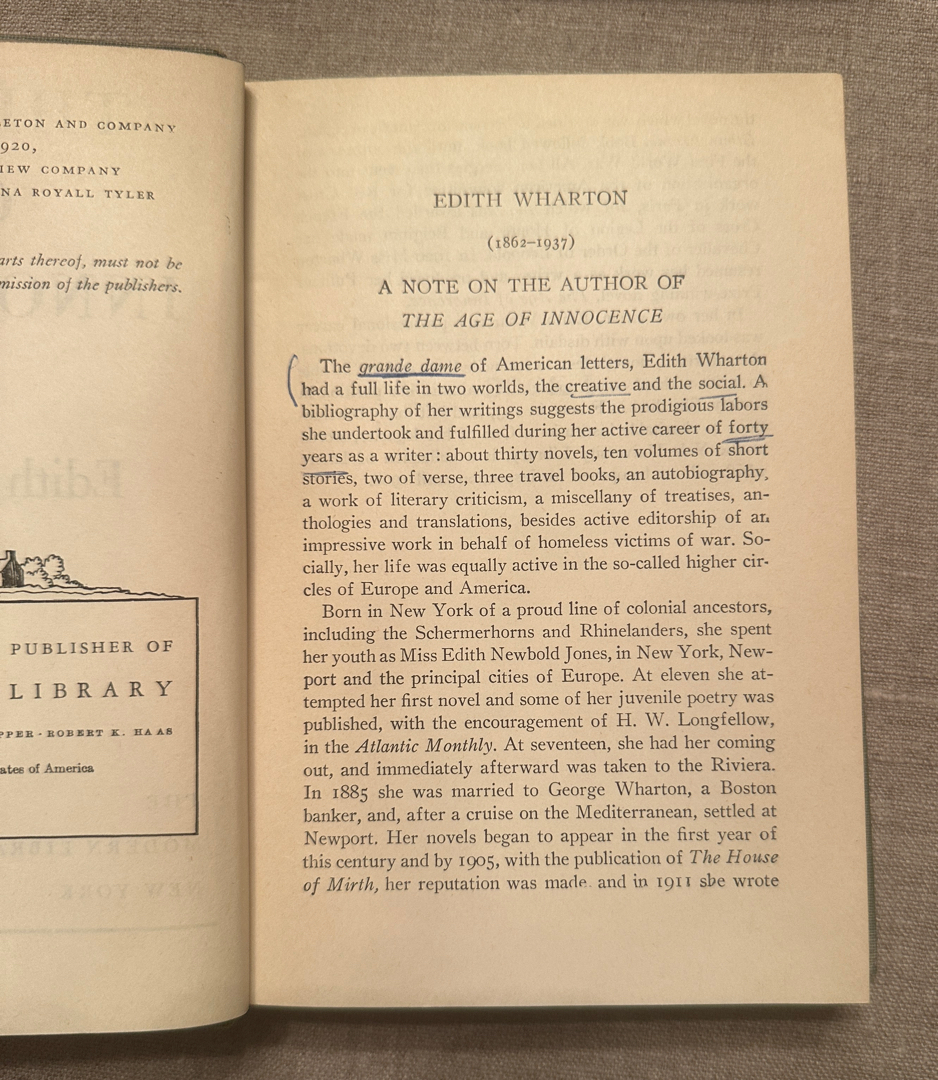 ETON AND COMPANY
920,
IEW COMPANY
NA ROYALL TYLER
arts thereof, must not be
mission of the publishers.
PUBLISHER OF
LIBRARY
PPER · ROBERT K. HAAS
ates of America
EDITH WHARTON
(1862–1937)
A NOTE ON THE AUTHOR OF
THE AGE OF INNOCENCE
The grande dame of American letters, Edith Wharton
had a full life in two worlds, the creative and the social. A
bibliography of her writings suggests the prodigious labors
she undertook and fulfilled during her active career of forty
years as a writer: about thirty novels, ten volumes of short
stories, two of verse, three travel books, an autobiography,
a work of literary criticism, a miscellany of treatises, an-
thologies and translations, besides active editorship of an
impressive work in behalf of homeless victims of war. So-
cially, her life was equally active in the so-called higher cir-
cles of Europe and America.
Born in New York of a proud line of colonial ancestors,
including the Schermerhorns and Rhinelanders, she spent
her youth as Miss Edith Newbold Jones, in New York, New-
port and the principal cities of Europe. At eleven she at-
tempted her first novel and some of her juvenile poetry was
published, with the encouragement of H. W. Longfellow,
in the Atlantic Monthly. At seventeen, she had her coming
out, and immediately afterward was taken to the Riviera.
In 1885 she was married to George Wharton, a Boston
banker, and, after a cruise on the Mediterranean, settled at
Newport. Her novels began to appear in the first year of
this century and by 1905, with the publication of The House
of Mirth, her reputation was made and in 1911 she wrote